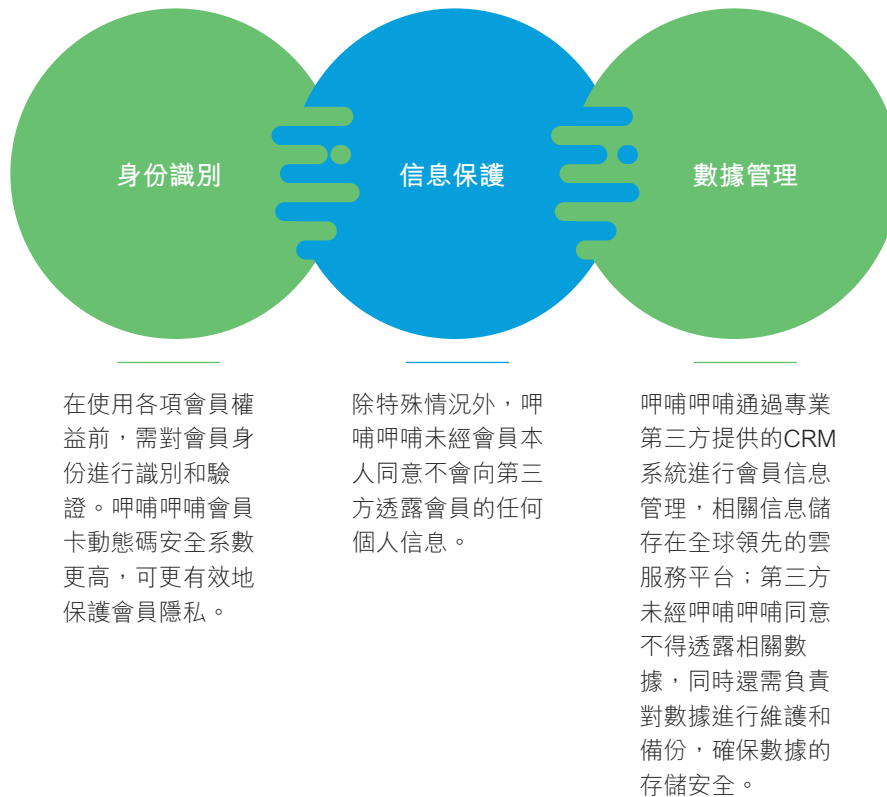 身份識別
信息保護
數據管理
在使用各項會員權
益前，需對會員身
份進行識別和驗
證。呷哺呷哺會員
卡動態碼安全系數
更高，可更有效地
保護會員隱私。
除特殊情況外，呷
哺呷哺未經會員本
人同意不會向第三
方透露會員的任何
個人信息。
呷哺呷哺通過專業
第三方提供的CRM
系統進行會員信息
管理，相關信息儲
存在全球領先的雲
服務平台；第三方
未經呷哺呷哺同意
不得透露相關數
據，同時還需負責
對數據進行維護和
備份，確保數據的
存儲安全。